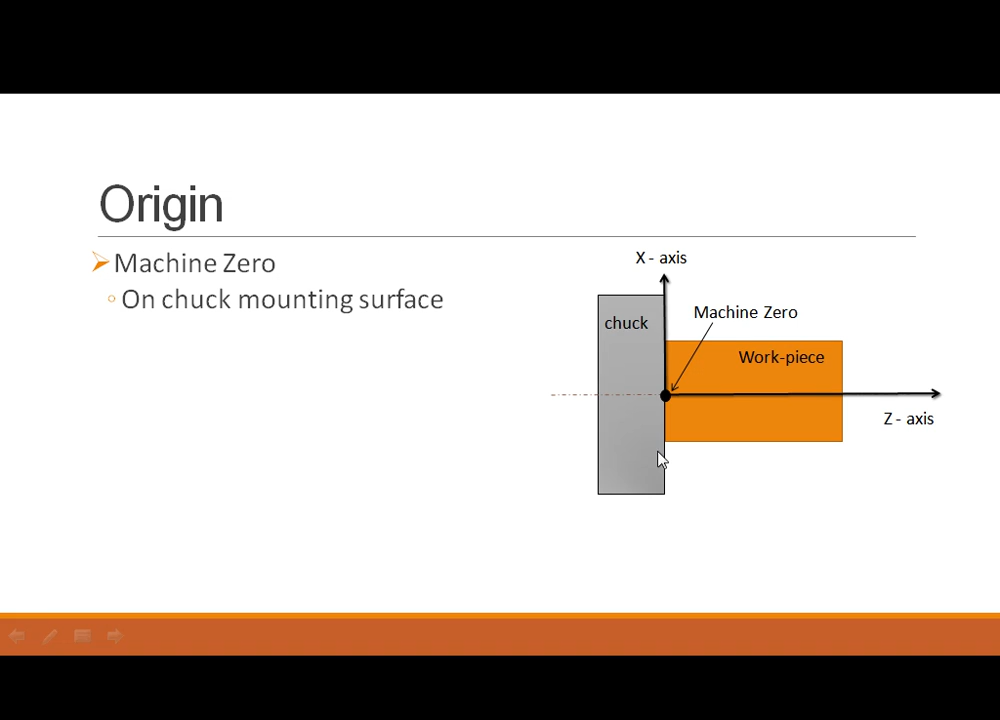 Origin
Machine Zero
On chuck mounting surface
X - axis
Machine Zero
chuck
Work-piece
Z - axis